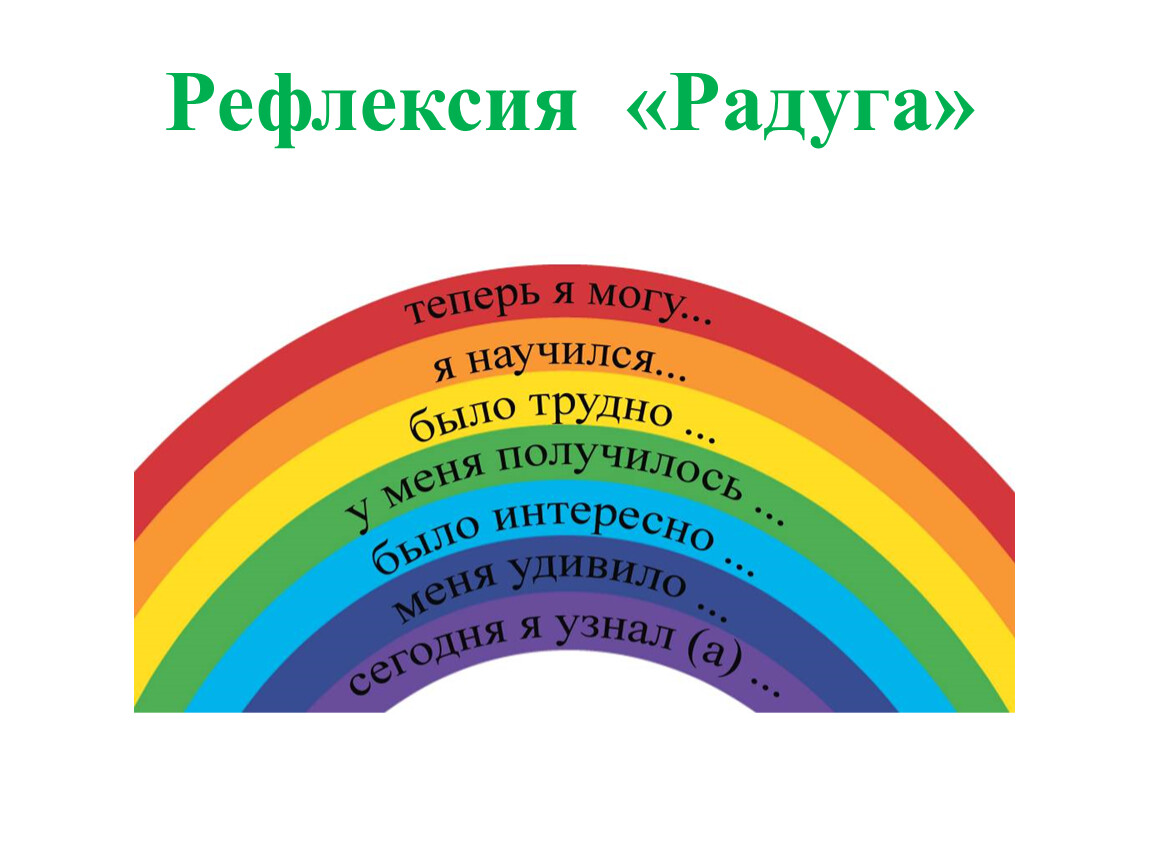 Рефлексия «Радуга»
теперь я могу...
я научился...
было трудно ...
у меня получилось ...
было интересно ...
меня удивило ...
сегодня я узнал (а) ...